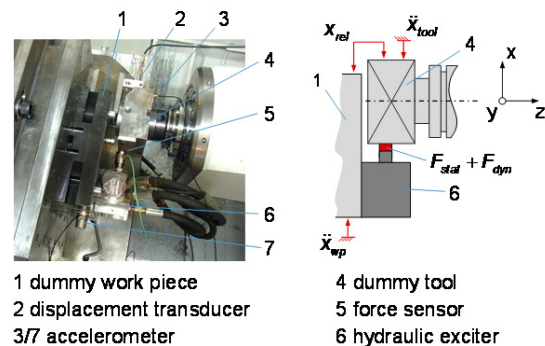 1 2 3
4
5
6
7
x_rel ẍ_tool 4
1
x
y z
F_stat + F_dyn
6
ẍ_wp
1 dummy work piece
2 displacement transducer
3/7 accelerometer
4 dummy tool
5 force sensor
6 hydraulic exciter